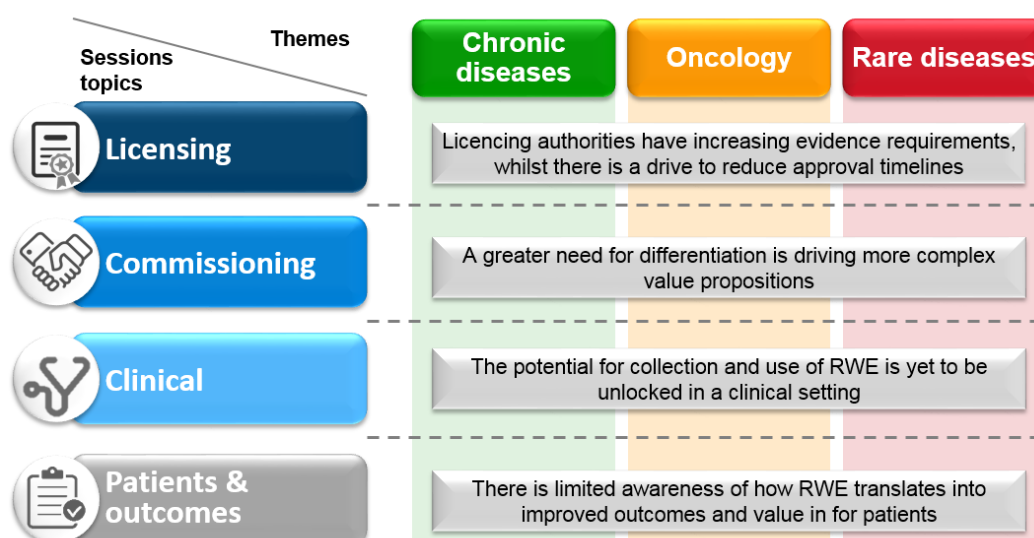 Themes
Sessions
topics
Chronic
diseases
Oncology
Rare diseases
Licensing
Licencing authorities have increasing evidence requirements,
whilst there is a drive to reduce approval timelines
Commissioning
A greater need for differentiation is driving more complex
value propositions
Clinical
The potential for collection and use of RWE is yet to be
unlocked in a clinical setting
Patients &
outcomes
There is limited awareness of how RWE translates into
improved outcomes and value in for patients